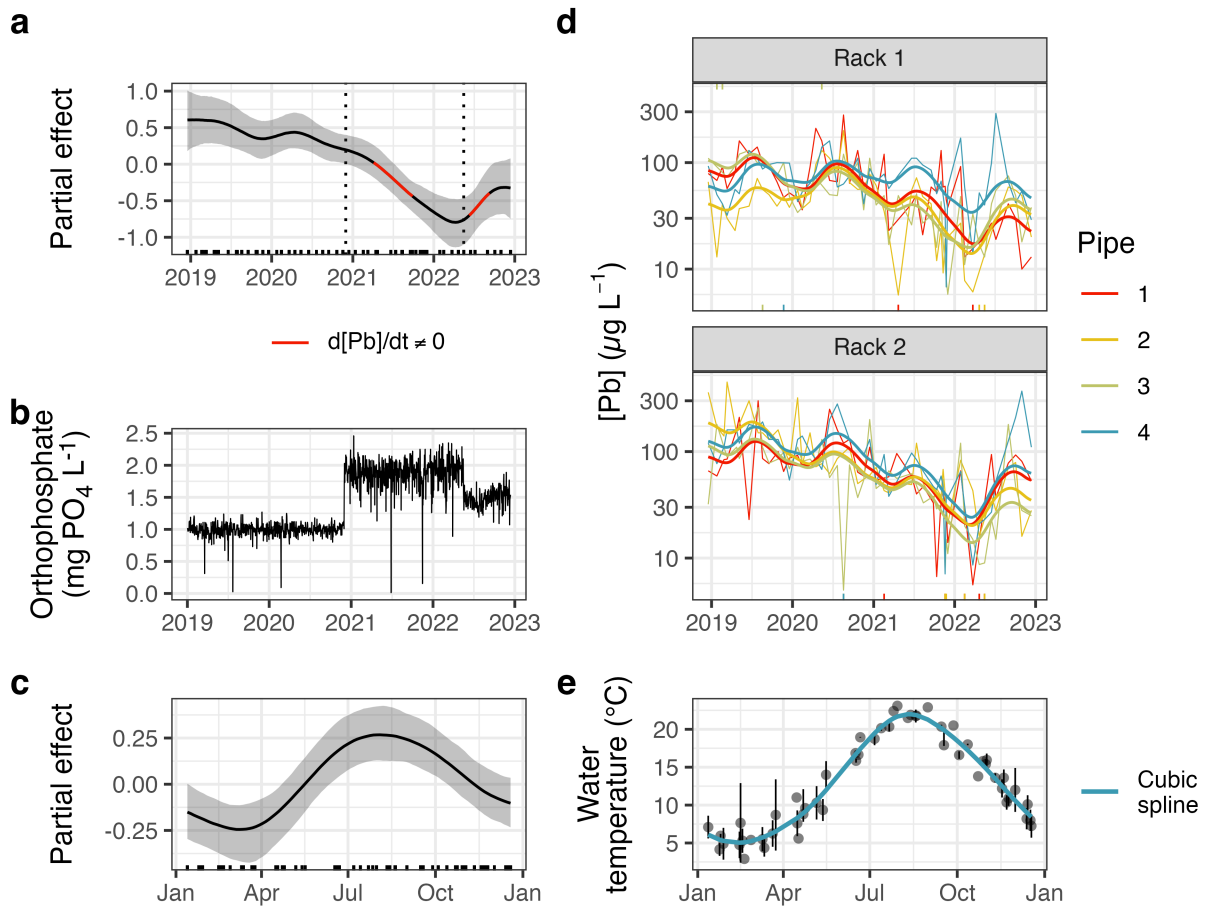 a
Partial effect
1.0
0.5
0.0
-0.5
-1.0
2019 2020 2021 2022 2023
d[Pb]/dt ≠ 0
b
Orthophosphate
(mg PO4 L-1)
2.5
2.0
1.5
1.0
0.5
0.0
2019 2020 2021 2022 2023
c
Partial effect
0.25
0.00
-0.25
Jan Apr Jul Oct Jan
d
[Pb] (µg L−1)
Rack 1
300
100
30
10
Rack 2
300
100
30
10
2019 2020 2021 2022 2023
Pipe
1
2
3
4
e
Water
temperature (°C)
20
15
10
5
Jan Apr Jul Oct Jan
Cubic
spline